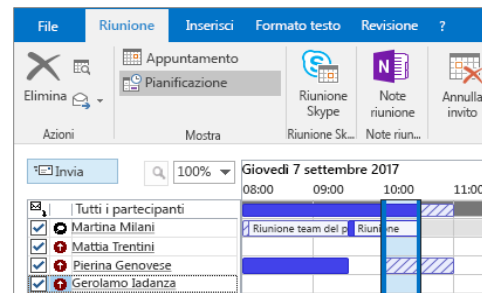 File Riunione Inserisci Formato testo Revisione ?
Elimina
Appuntamento
Pianificazione
Riunione Skype
Note riunione
Annulla invito
Azioni Mostra Riunione Sk... Note riun...
Invia 100% Giovedì 7 settembre 2017
08:00 09:00 10:00 11:00
Tutti i partecipanti
Martina Milani Riunione team del p Riunione
Mattia Trentini
Pierina Genovese
Gerolamo Iadanza